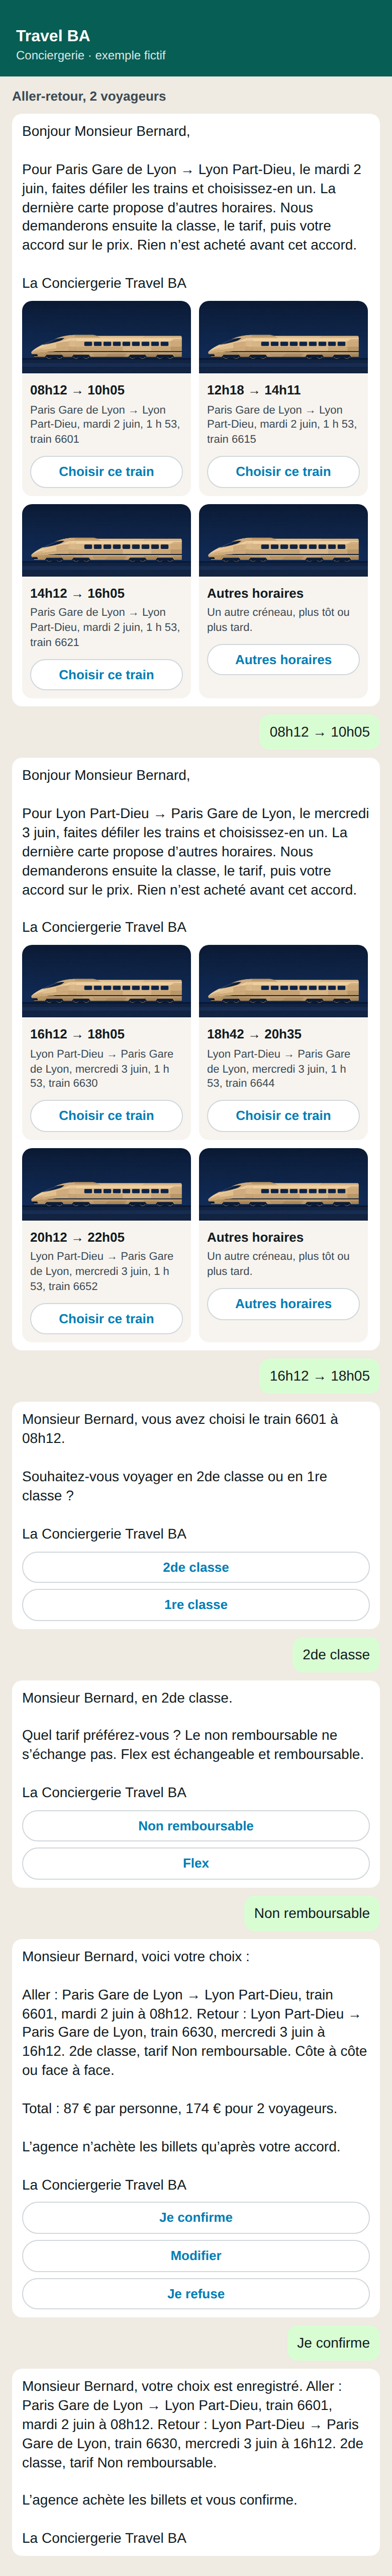 Travel BA
Conciergerie · exemple fictif
Aller-retour, 2 voyageurs
Bonjour Monsieur Bernard,
Pour Paris Gare de Lyon → Lyon Part-Dieu, le mardi 2
juin, faites défiler les trains et choisissez-en un. La
dernière carte propose d’autres horaires. Nous
demanderons ensuite la classe, le tarif, puis votre
accord sur le prix. Rien n’est acheté avant cet accord.
La Conciergerie Travel BA
08h12 → 10h05
Paris Gare de Lyon → Lyon
Part-Dieu, mardi 2 juin, 1 h 53,
train 6601
Choisir ce train
12h18 → 14h11
Paris Gare de Lyon → Lyon
Part-Dieu, mardi 2 juin, 1 h 53,
train 6615
Choisir ce train
14h12 → 16h05
Paris Gare de Lyon → Lyon
Part-Dieu, mardi 2 juin, 1 h 53,
train 6621
Choisir ce train
Autres horaires
Un autre créneau, plus tôt ou
plus tard.
Autres horaires
08h12 → 10h05
Bonjour Monsieur Bernard,
Pour Lyon Part-Dieu → Paris Gare de Lyon, le mercredi
3 juin, faites défiler les trains et choisissez-en un. La
dernière carte propose d’autres horaires. Nous
demanderons ensuite la classe, le tarif, puis votre
accord sur le prix. Rien n’est acheté avant cet accord.
La Conciergerie Travel BA
16h12 → 18h05
Lyon Part-Dieu → Paris Gare
de Lyon, mercredi 3 juin, 1 h
53, train 6630
Choisir ce train
18h42 → 20h35
Lyon Part-Dieu → Paris Gare
de Lyon, mercredi 3 juin, 1 h
53, train 6644
Choisir ce train
20h12 → 22h05
Lyon Part-Dieu → Paris Gare
de Lyon, mercredi 3 juin, 1 h
53, train 6652
Choisir ce train
Autres horaires
Un autre créneau, plus tôt ou
plus tard.
Autres horaires
16h12 → 18h05
Monsieur Bernard, vous avez choisi le train 6601 à
08h12.
Souhaitez-vous voyager en 2de classe ou en 1re
classe ?
La Conciergerie Travel BA
2de classe
1re classe
2de classe
Monsieur Bernard, en 2de classe.
Quel tarif préférez-vous ? Le non remboursable ne
s’échange pas. Flex est échangeable et remboursable.
La Conciergerie Travel BA
Non remboursable
Flex
Non remboursable
Monsieur Bernard, voici votre choix :
Aller : Paris Gare de Lyon → Lyon Part-Dieu, train
6601, mardi 2 juin à 08h12. Retour : Lyon Part-Dieu →
Paris Gare de Lyon, train 6630, mercredi 3 juin à
16h12. 2de classe, tarif Non remboursable. Côte à côte
ou face à face.
Total : 87 € par personne, 174 € pour 2 voyageurs.
L’agence n’achète les billets qu’après votre accord.
La Conciergerie Travel BA
Je confirme
Modifier
Je refuse
Je confirme
Monsieur Bernard, votre choix est enregistré. Aller :
Paris Gare de Lyon → Lyon Part-Dieu, train 6601,
mardi 2 juin à 08h12. Retour : Lyon Part-Dieu → Paris
Gare de Lyon, train 6630, mercredi 3 juin à 16h12. 2de
classe, tarif Non remboursable.
L’agence achète les billets et vous confirme.
La Conciergerie Travel BA